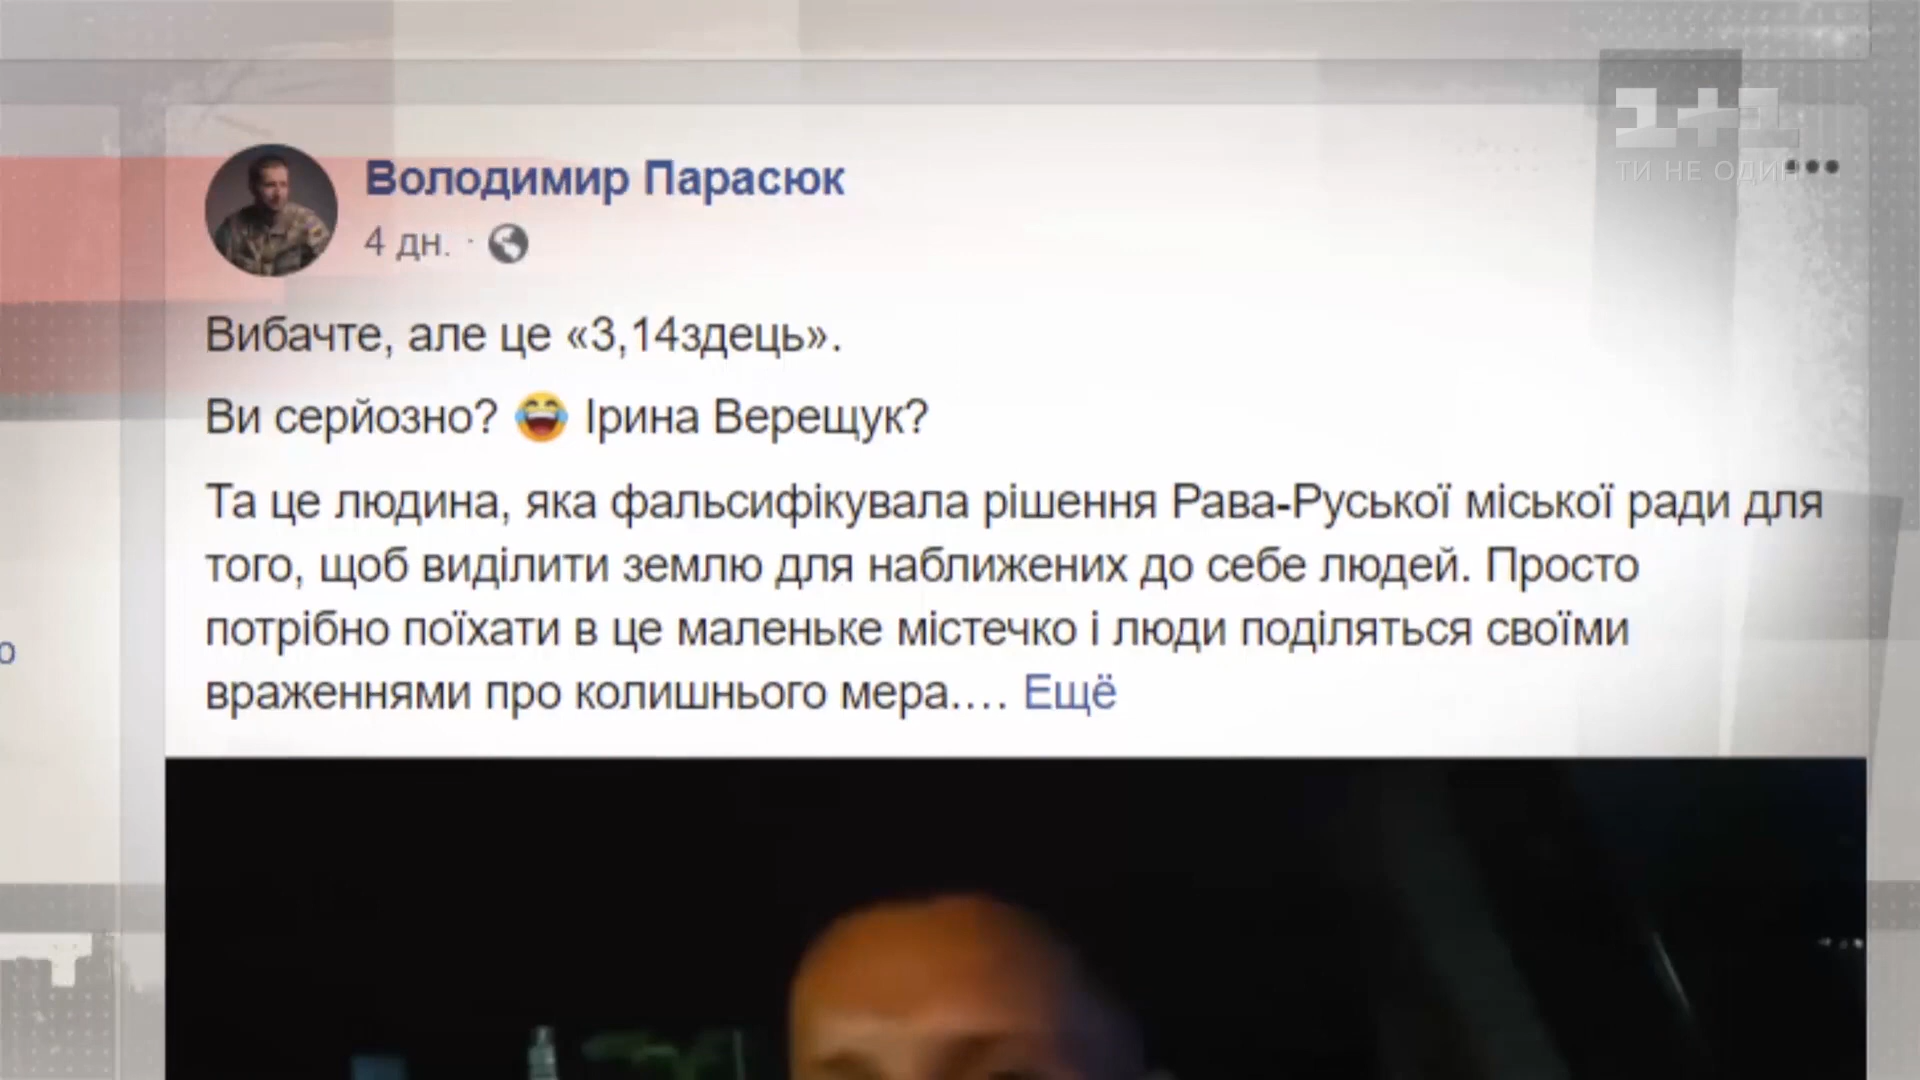 1+1
ТИ НЕ ОДИН
Володимир Парасюк
4 дн.
Вибачте, але це «3,14здець».
Ви серйозно? 😂 Ірина Верещук?
Та це людина, яка фальсифікувала рішення Рава-Руської міської ради для
того, щоб виділити землю для наближених до себе людей. Просто
потрібно поїхати в це маленьке містечко і люди поділяться своїми
враженнями про колишнього мера.… Ещё
о